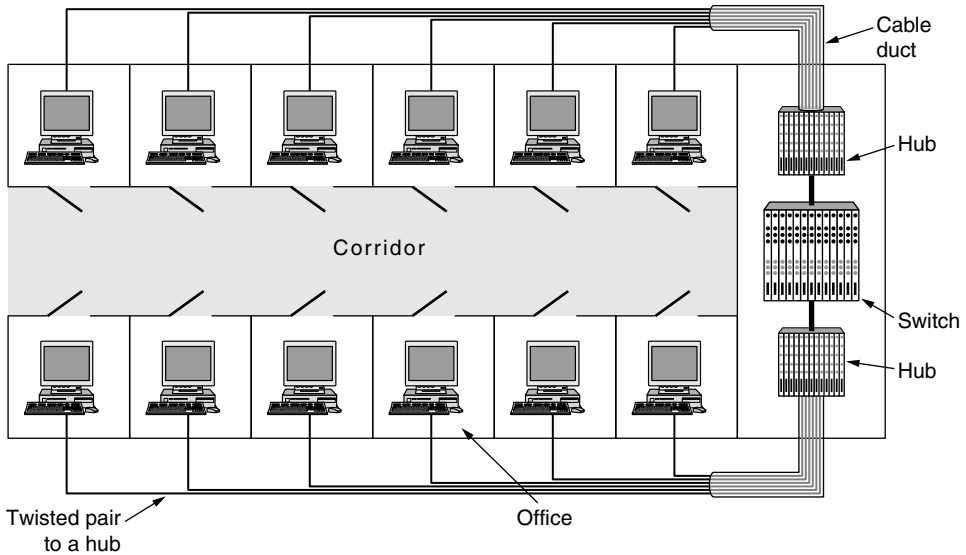 Cable
duct
Hub
Corridor
Switch
Hub
Office
Twisted pair
to a hub